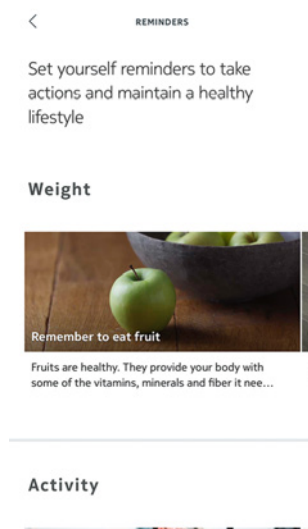 REMINDERS
Set yourself reminders to take
actions and maintain a healthy
lifestyle
Weight
Remember to eat fruit
Fruits are healthy. They provide your body with
some of the vitamins, minerals and fiber it nee...
Activity